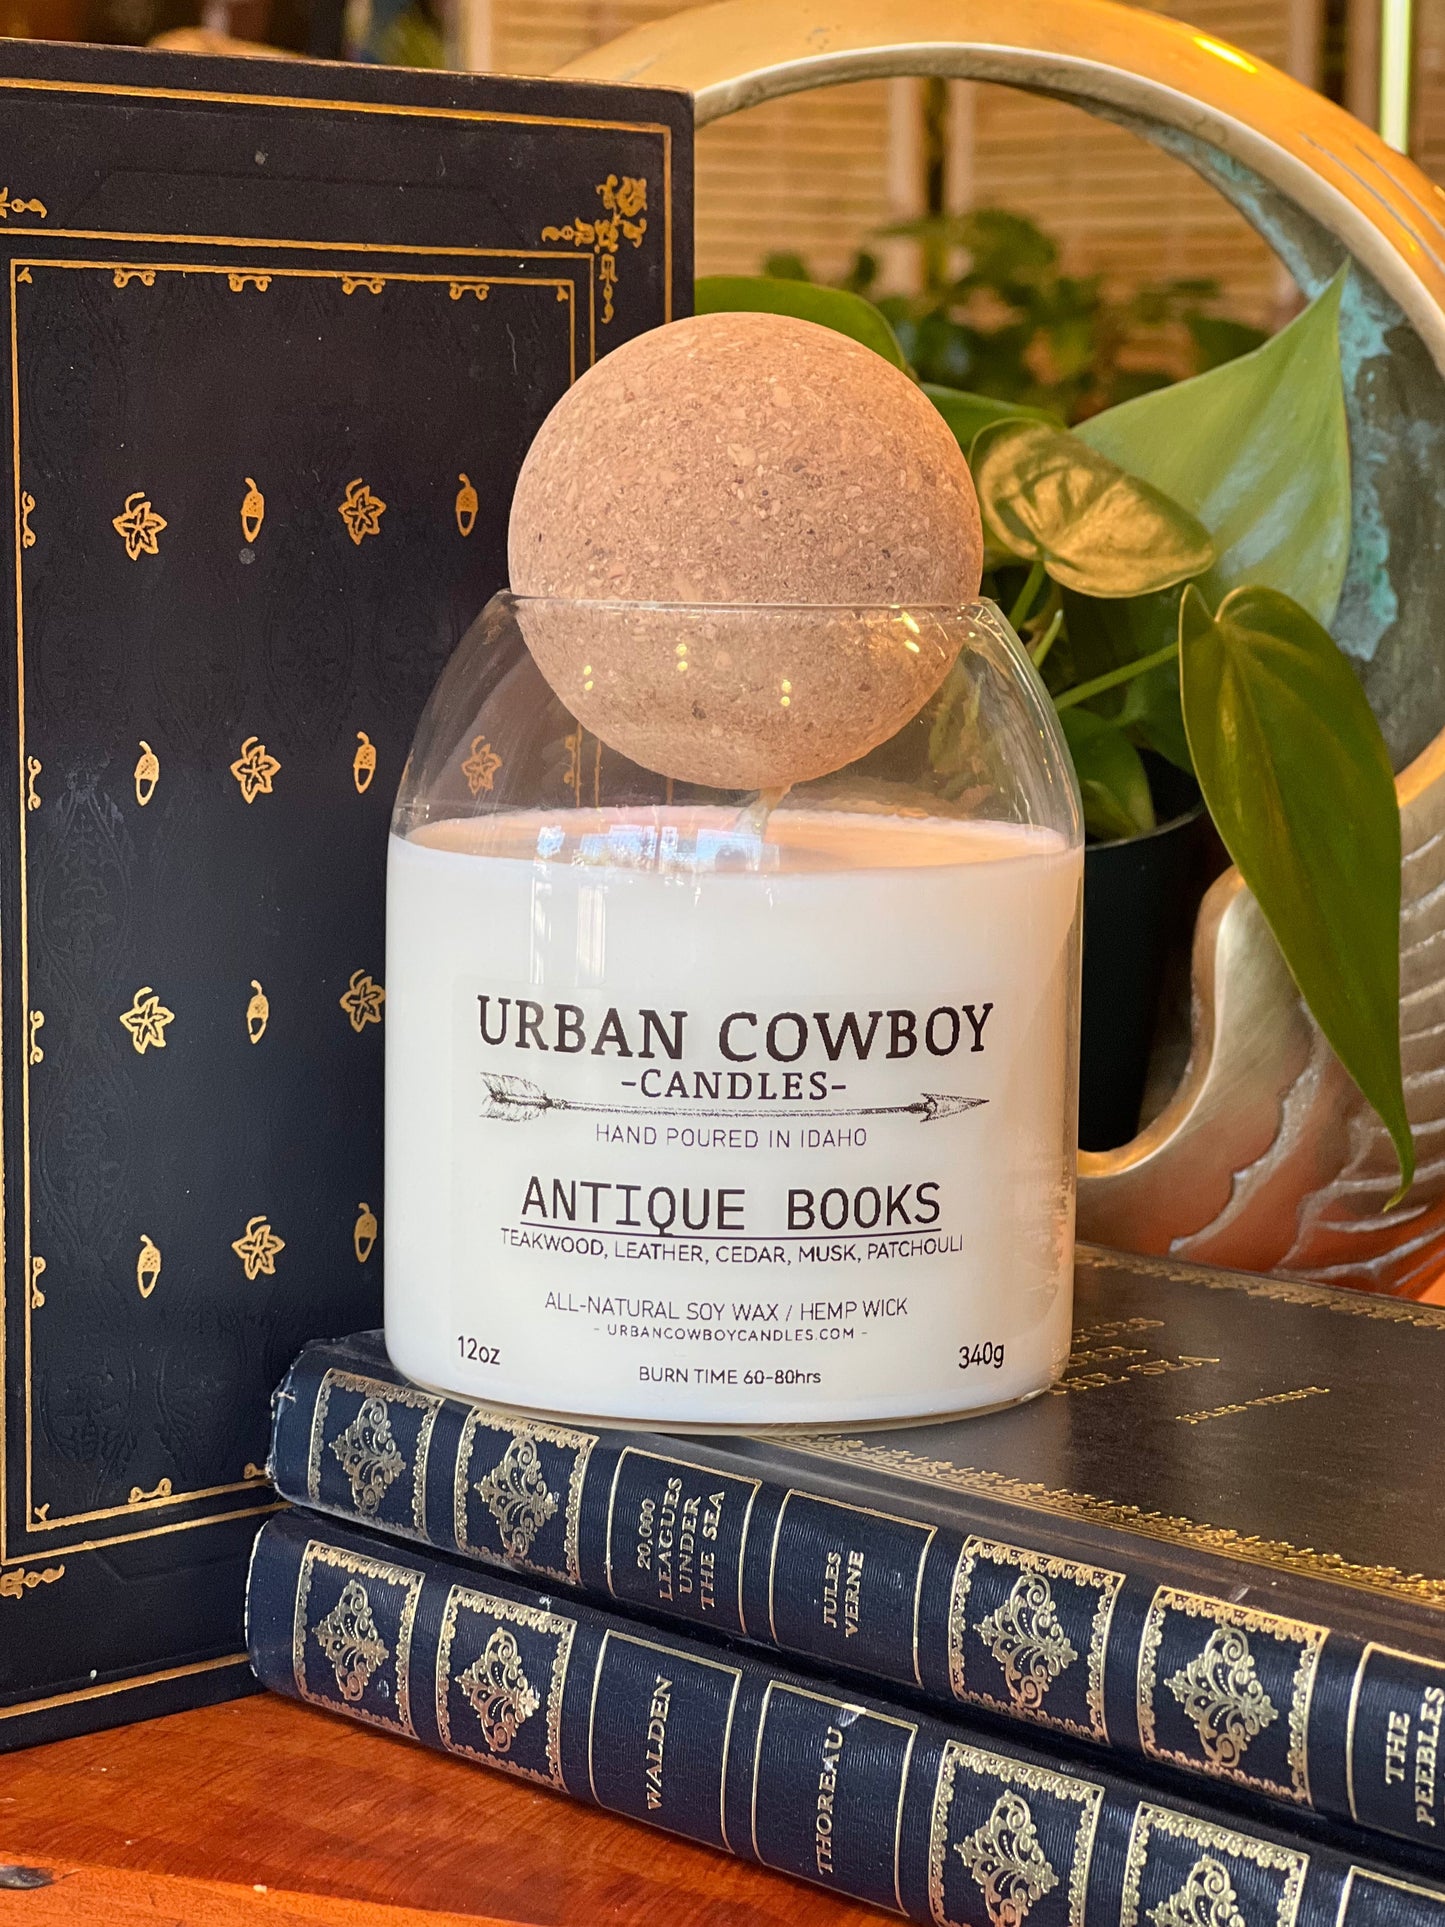 URBAN COWBOY
-CANDLES-
HAND POURED IN IDAHO
ANTIQUE BOOKS
TEAKWOOD, LEATHER, CEDAR, MUSK, PATCHOULI
ALL-NATURAL SOY WAX / HEMP WICK
- URBANCOWBOYCANDLES.COM -
12oz
340g
BURN TIME 60-80hrs
20,000
LEAGUES
UNDER
THE SEA
JULES
VERNE
THE
PEEBLES
WALDEN
THOREAU